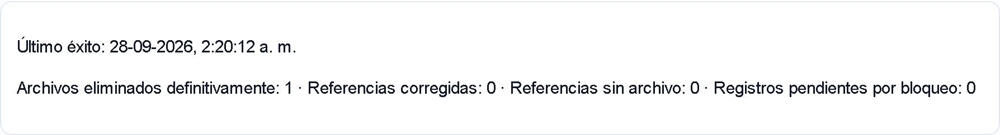 Último éxito: 28-09-2026, 2:20:12 a. m.
Archivos eliminados definitivamente: 1 · Referencias corregidas: 0 · Referencias sin archivo: 0 · Registros pendientes por bloqueo: 0